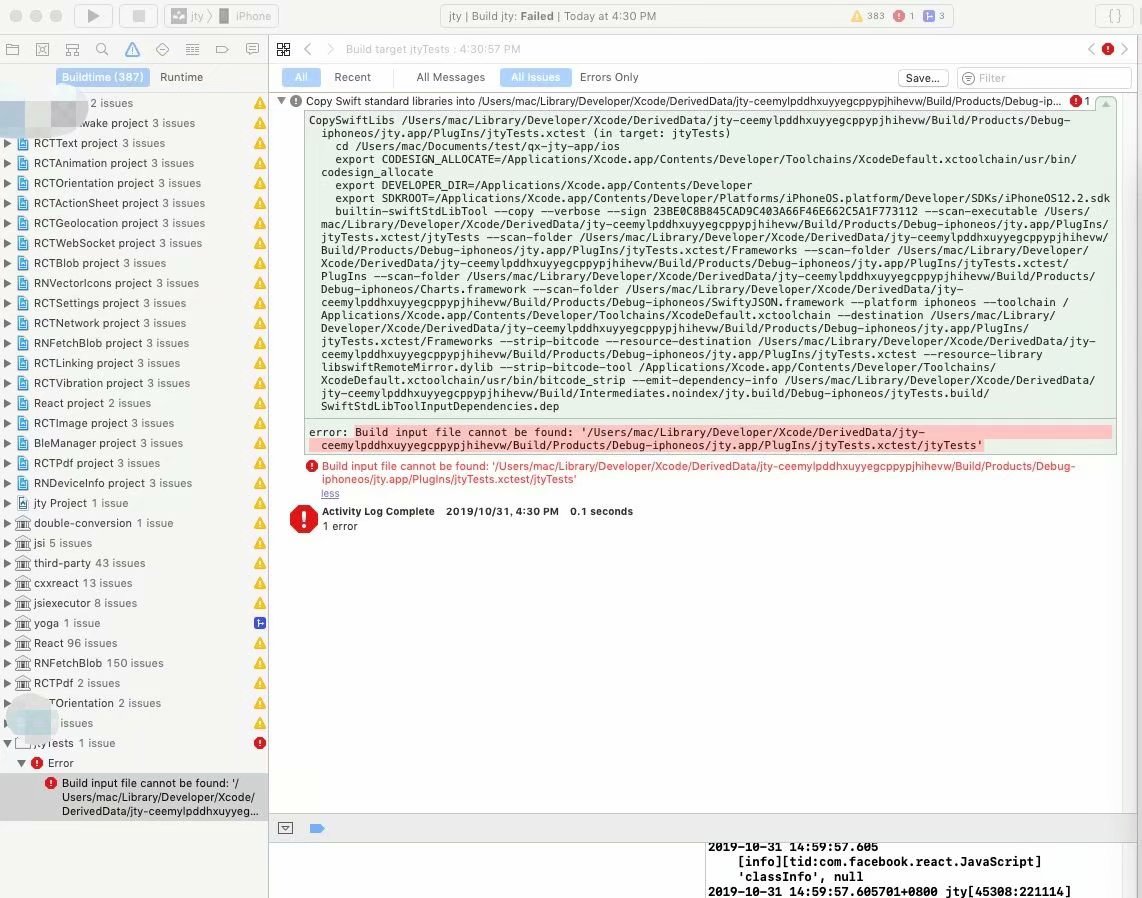 jty 〉 iPhone
jty | Build jty: Failed | Today at 4:30 PM
383 1 3
{ }
Build target jtyTests : 4:30:57 PM
Buildtime (387) Runtime
All Recent All Messages All Issues Errors Only Save... Filter
2 issues
wake project 3 issues
RCTText project 3 issues
RCTAnimation project 3 issues
RCTOrientation project 3 issues
RCTActionSheet project 3 issues
RCTGeolocation project 3 issues
RCTWebSocket project 3 issues
RCTBlob project 3 issues
RNVectorIcons project 3 issues
RCTSettings project 3 issues
RCTNetwork project 3 issues
RNFetchBlob project 3 issues
RCTLinking project 3 issues
RCTVibration project 3 issues
React project 2 issues
RCTImage project 3 issues
BleManager project 3 issues
RCTPdf project 3 issues
RNDeviceInfo project 3 issues
jty Project 1 issue
double-conversion 1 issue
jsi 5 issues
third-party 43 issues
cxxreact 13 issues
jsiexecutor 8 issues
yoga 1 issue
React 96 issues
RNFetchBlob 150 issues
RCTPdf 2 issues
CTOrientation 2 issues
issues
jtyTests 1 issue
Error
Build input file cannot be found: '/
Users/mac/Library/Developer/Xcode/
DerivedData/jty-ceemylpddhxuyyeg...
Copy Swift standard libraries into /Users/mac/Library/Developer/Xcode/DerivedData/jty-ceemylpddhxuyyegcppypjhihevw/Build/Products/Debug-ip... 1
CopySwiftLibs /Users/mac/Library/Developer/Xcode/DerivedData/jty-ceemylpddhxuyyegcppypjhihevw/Build/Products/Debug-
iphoneos/jty.app/PlugIns/jtyTests.xctest (in target: jtyTests)
cd /Users/mac/Documents/test/qx-jty-app/ios
export CODESIGN_ALLOCATE=/Applications/Xcode.app/Contents/Developer/Toolchains/XcodeDefault.xctoolchain/usr/bin/
codesign_allocate
export DEVELOPER_DIR=/Applications/Xcode.app/Contents/Developer
export SDKROOT=/Applications/Xcode.app/Contents/Developer/Platforms/iPhoneOS.platform/Developer/SDKs/iPhoneOS12.2.sdk
builtin-swiftStdLibTool --copy --verbose --sign 23BE0C8B845CAD9C403A66F46E662C5A1F773112 --scan-executable /Users/
mac/Library/Developer/Xcode/DerivedData/jty-ceemylpddhxuyyegcppypjhihevw/Build/Products/Debug-iphoneos/jty.app/PlugIns/
jtyTests.xctest/jtyTests --scan-folder /Users/mac/Library/Developer/Xcode/DerivedData/jty-ceemylpddhxuyyegcppypjhihevw/
Build/Products/Debug-iphoneos/jty.app/PlugIns/jtyTests.xctest/Frameworks --scan-folder /Users/mac/Library/Developer/
Xcode/DerivedData/jty-ceemylpddhxuyyegcppypjhihevw/Build/Products/Debug-iphoneos/jty.app/PlugIns/jtyTests.xctest/
PlugIns --scan-folder /Users/mac/Library/Developer/Xcode/DerivedData/jty-ceemylpddhxuyyegcppypjhihevw/Build/Products/
Debug-iphoneos/Charts.framework --scan-folder /Users/mac/Library/Developer/Xcode/DerivedData/jty-
ceemylpddhxuyyegcppypjhihevw/Build/Products/Debug-iphoneos/SwiftyJSON.framework --platform iphoneos --toolchain /
Applications/Xcode.app/Contents/Developer/Toolchains/XcodeDefault.xctoolchain --destination /Users/mac/Library/
Developer/Xcode/DerivedData/jty-ceemylpddhxuyyegcppypjhihevw/Build/Products/Debug-iphoneos/jty.app/PlugIns/
jtyTests.xctest/Frameworks --strip-bitcode --resource-destination /Users/mac/Library/Developer/Xcode/DerivedData/jty-
ceemylpddhxuyyegcppypjhihevw/Build/Products/Debug-iphoneos/jty.app/PlugIns/jtyTests.xctest --resource-library
libswiftRemoteMirror.dylib --strip-bitcode-tool /Applications/Xcode.app/Contents/Developer/Toolchains/
XcodeDefault.xctoolchain/usr/bin/bitcode_strip --emit-dependency-info /Users/mac/Library/Developer/Xcode/DerivedData/
jty-ceemylpddhxuyyegcppypjhihevw/Build/Intermediates.noindex/jty.build/Debug-iphoneos/jtyTests.build/
SwiftStdLibToolInputDependencies.dep
error: Build input file cannot be found: '/Users/mac/Library/Developer/Xcode/DerivedData/jty-
ceemylpddhxuyyegcppypjhihevw/Build/Products/Debug-iphoneos/jty.app/PlugIns/jtyTests.xctest/jtyTests'
Build input file cannot be found: '/Users/mac/Library/Developer/Xcode/DerivedData/jty-ceemylpddhxuyyegcppypjhihevw/Build/Products/Debug-
iphoneos/jty.app/PlugIns/jtyTests.xctest/jtyTests'
less
Activity Log Complete 2019/10/31, 4:30 PM 0.1 seconds
1 error
2019-10-31 14:59:57.605
[info][tid:com.facebook.react.JavaScript]
'classInfo', null
2019-10-31 14:59:57.605701+0800 jty[45308:221114]